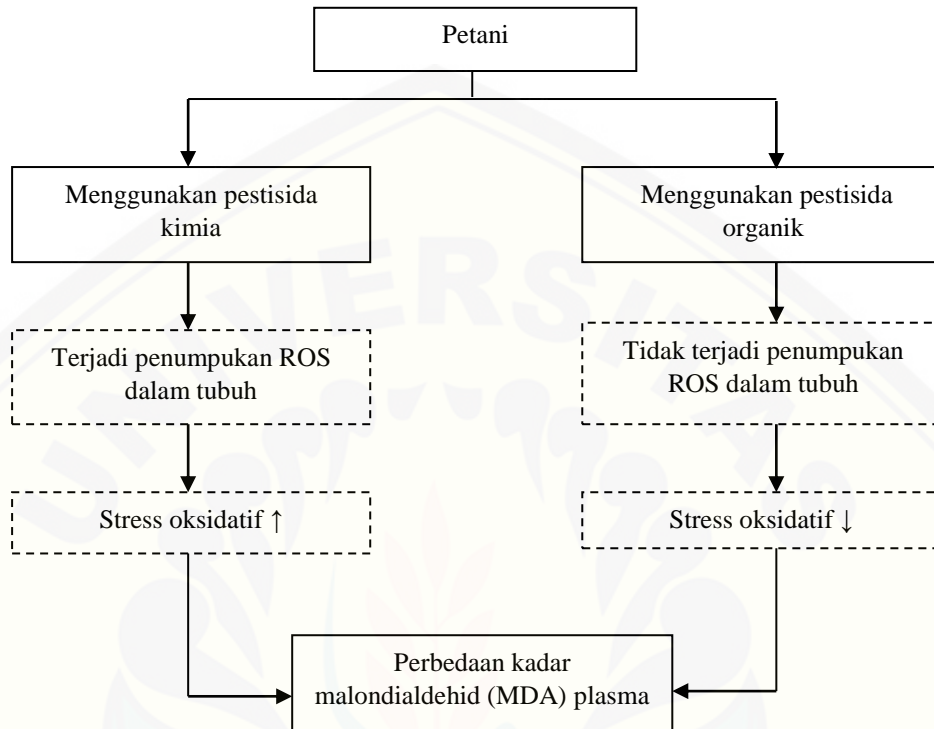 Petani
Menggunakan pestisida
kimia
Menggunakan pestisida
organik
Terjadi penumpukan ROS
dalam tubuh
Tidak terjadi penumpukan
ROS dalam tubuh
Stress oksidatif ↑
Stress oksidatif ↓
Perbedaan kadar
malondialdehid (MDA) plasma
UNIVERSITAS